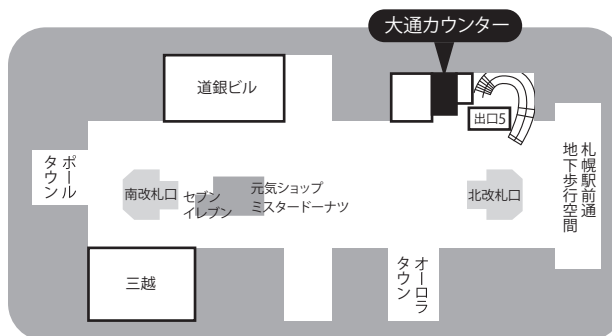 大通カウンター
道銀ビル
出口5
ポール
タウン
南改札口
セブン
イレブン
元気ショップ
ミスタードーナツ
北改札口
札幌駅前通
地下歩行空間
三越
オーロラ
タウン